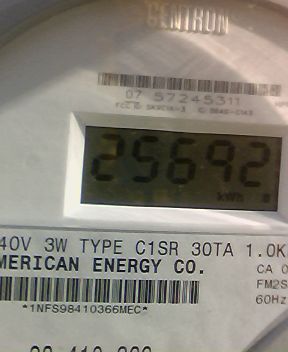 CENTRON
07 57245311
25692
kWh
40V 3W TYPE C1SR 30TA 1.0K
MERICAN ENERGY CO.
CA 0
FM2S
60Hz
*1NFS98410366MEC*